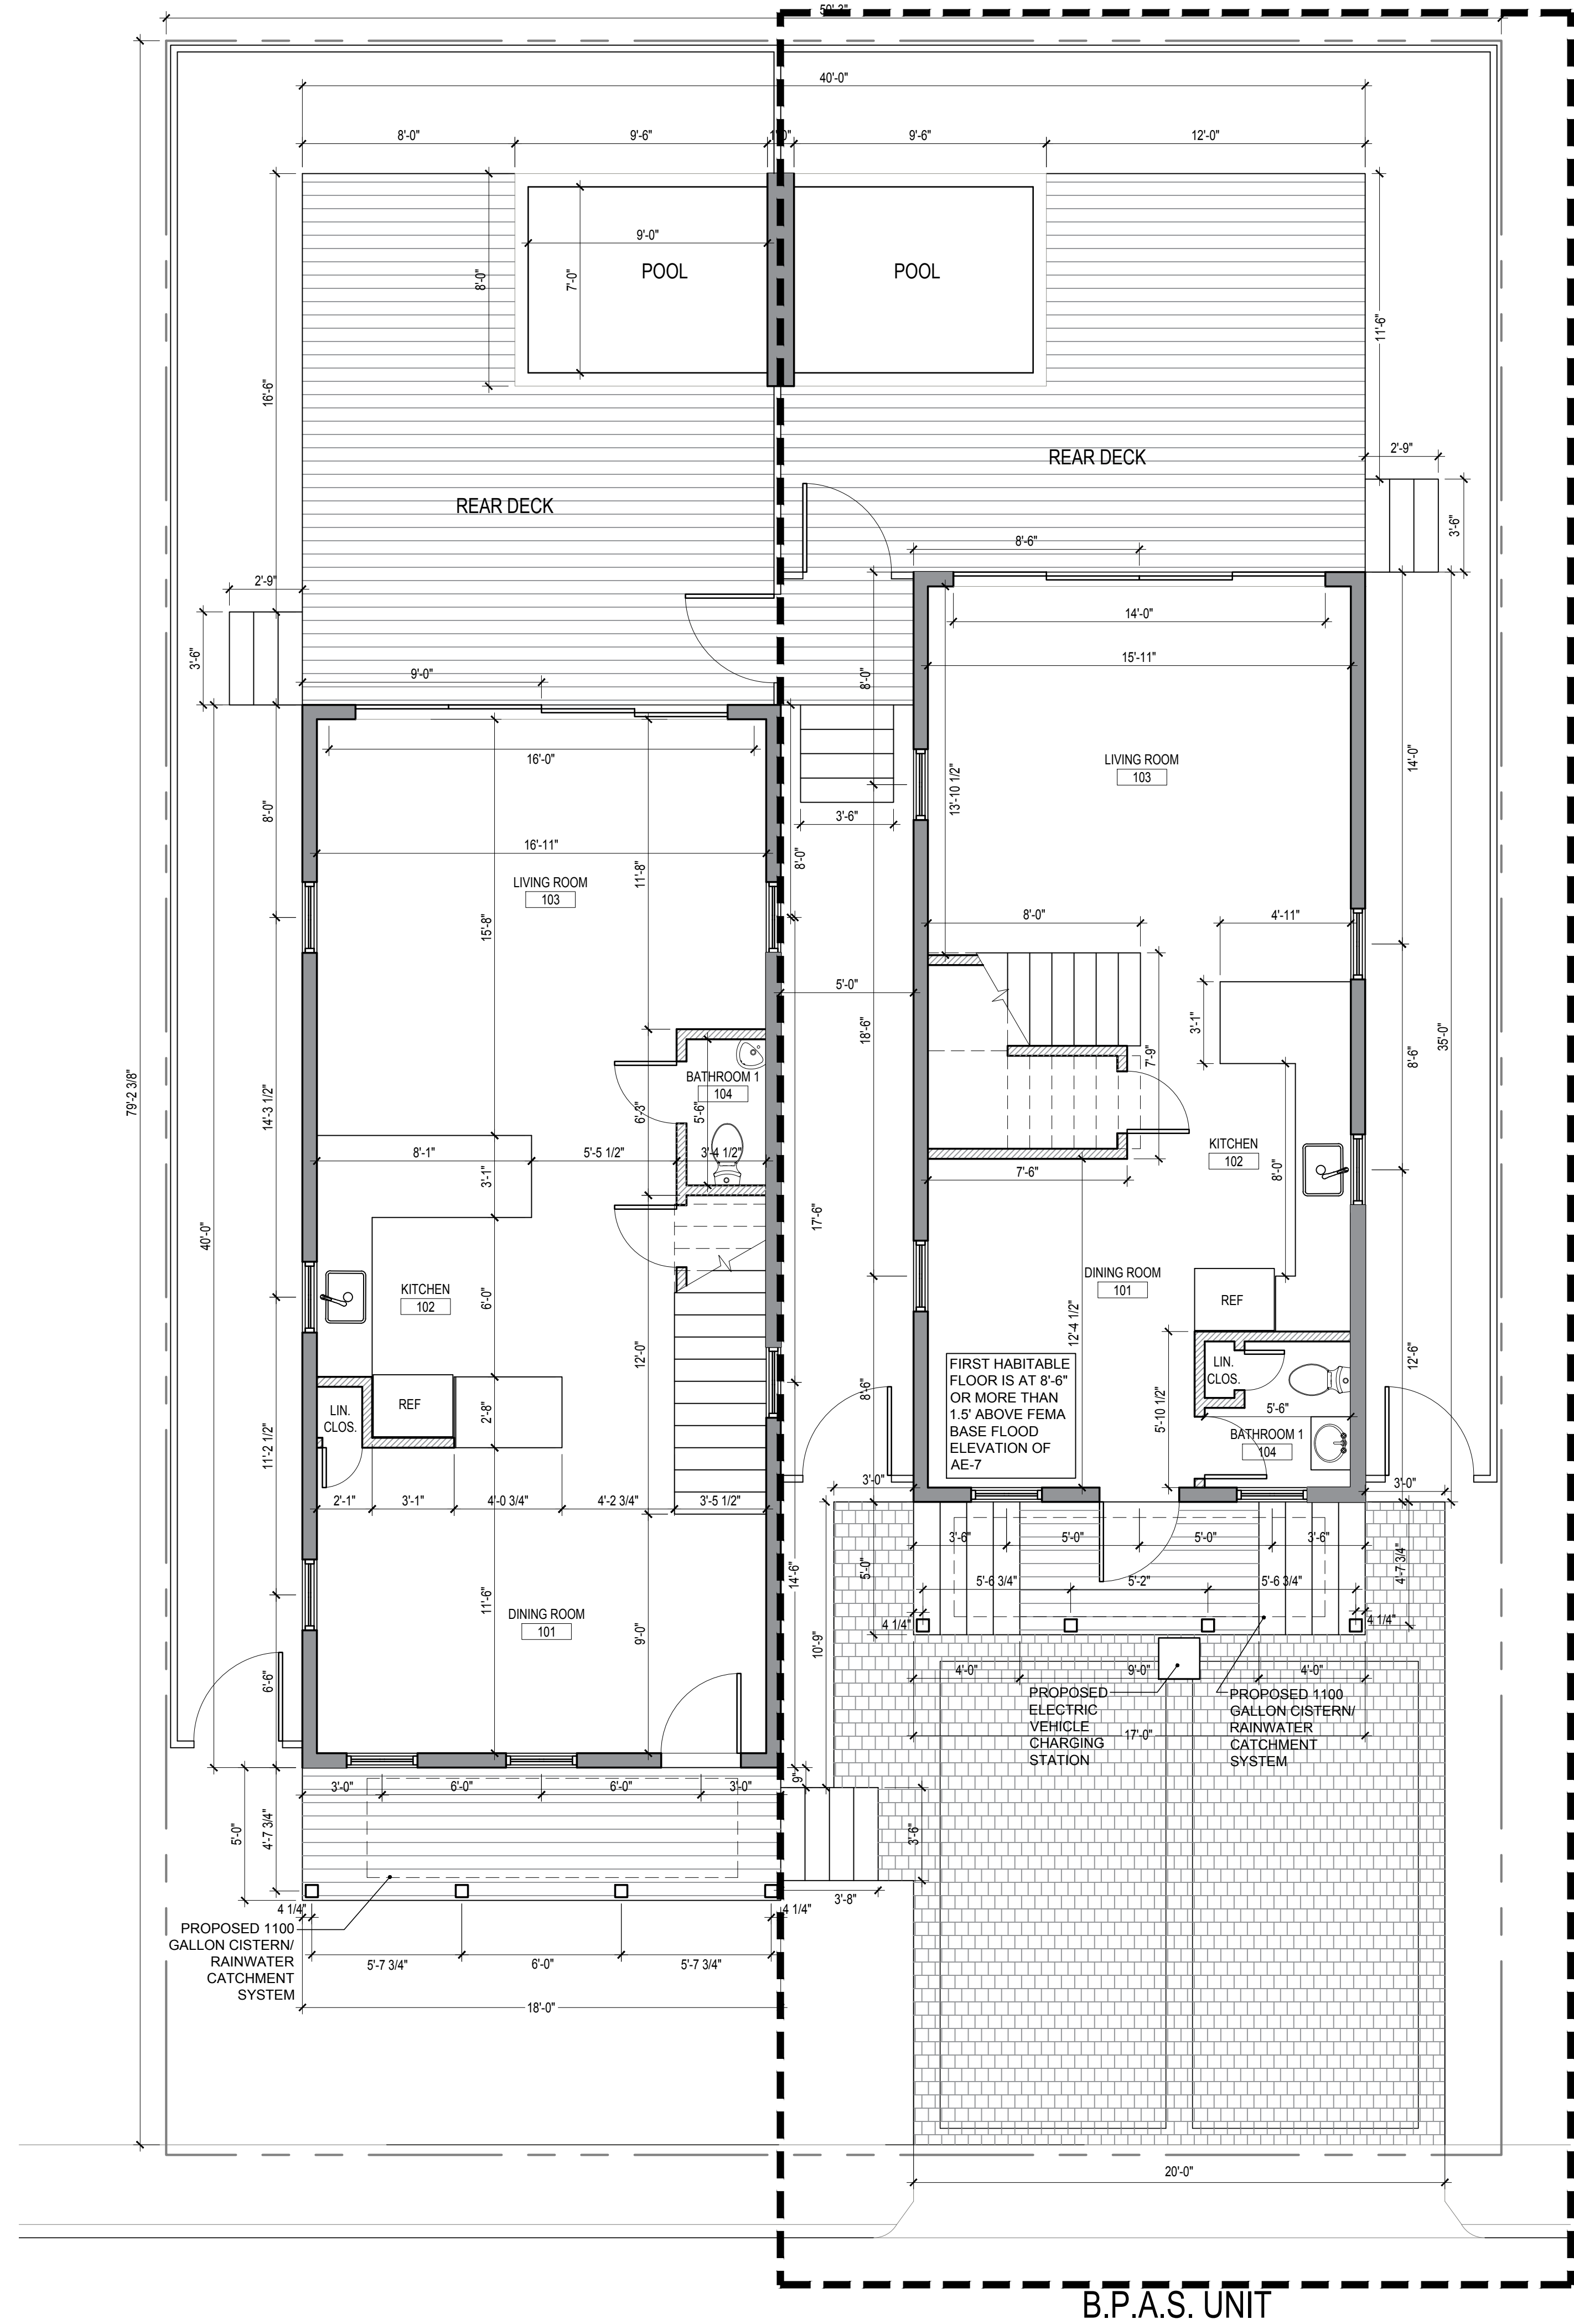 50'-3"
40'-0"
8'-0"
9'-6"
1'-0"
9'-6"
12'-0"
9'-0"
POOL
POOL
8'-0"
7'-0"
11'-6"
16'-6"
REAR DECK
2'-9"
REAR DECK
3'-6"
8'-6"
2'-9"
14'-0"
3'-6"
15'-11"
9'-0"
8'-0"
16'-0"
LIVING ROOM
103
14'-0"
13'-10 1/2"
8'-0"
3'-6"
16'-11"
8'-0"
11'-8"
LIVING ROOM
103
15'-8"
8'-0"
4'-11"
5'-0"
3'-1"
18'-6"
35'-0"
7'-9"
8'-6"
79'-2 3/8"
14'-3 1/2"
BATHROOM 1
104
6'-3"
5'-6"
KITCHEN
102
8'-0"
8'-1"
5'-5 1/2"
3'-4 1/2"
3'-1"
7'-6"
17'-6"
40'-0"
DINING ROOM
101
KITCHEN
102
6'-0"
REF
12'-4 1/2"
12'-0"
12'-6"
FIRST HABITABLE
FLOOR IS AT 8'-6"
OR MORE THAN
1.5' ABOVE FEMA
BASE FLOOD
ELEVATION OF
AE-7
LIN.
CLOS.
8'-6"
REF
LIN.
CLOS.
2'-8"
5'-10 1/2"
5'-6"
BATHROOM 1
104
11'-2 1/2"
3'-0"
3'-0"
2'-1"
3'-1"
4'-0 3/4"
4'-2 3/4"
3'-5 1/2"
3'-6"
5'-0"
5'-0"
3'-6"
5'-0"
4'-7 3/4"
14'-6"
5'-6 3/4"
5'-2"
5'-6 3/4"
11'-6"
DINING ROOM
101
4 1/4"
4 1/4"
9'-0"
10'-9"
4'-0"
9'-0"
4'-0"
6'-6"
PROPOSED
ELECTRIC
VEHICLE
CHARGING
STATION
PROPOSED 1100
GALLON CISTERN/
RAINWATER
CATCHMENT
SYSTEM
17'-0"
9"
3'-0"
6'-0"
6'-0"
3'-0"
5'-0"
4'-7 3/4"
3'-6"
3'-8"
4 1/4"
4 1/4"
PROPOSED 1100
GALLON CISTERN/
RAINWATER
CATCHMENT
SYSTEM
5'-7 3/4"
6'-0"
5'-7 3/4"
18'-0"
20'-0"
B.P.A.S. UNIT